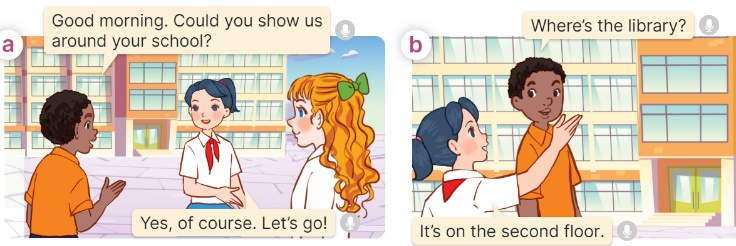 a
Good morning. Could you show us
around your school?
Yes, of course. Let's go!
b
Where's the library?
It's on the second floor.